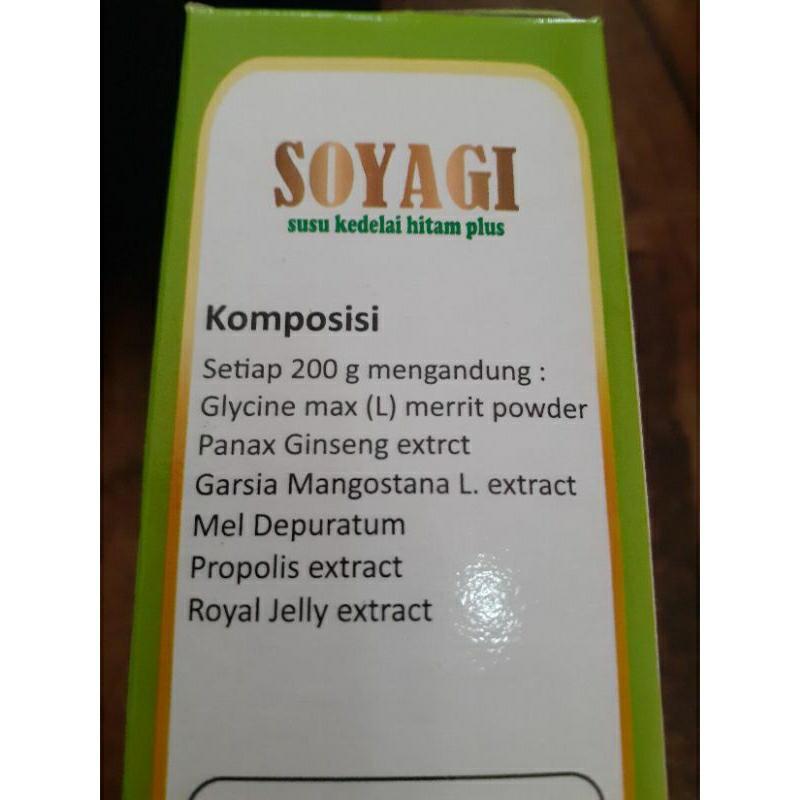 SOYAGI
susu kedelai hitam plus
Komposisi
Setiap 200 g mengandung :
Glycine max (L) merrit powder
Panax Ginseng extrct
Garsia Mangostana L. extract
Mel Depuratum
Propolis extract
Royal Jelly extract